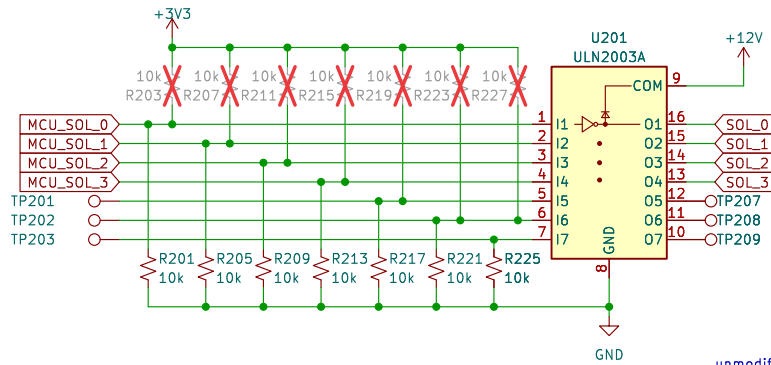 +3V3
U201
ULN2003A
+12V
10k 10k 10k 10k 10k 10k 10k
R203 R207 R211 R215 R219 R223 R227
9
COM
MCU_SOL_0 1 I1 O1 16 SOL_0
MCU_SOL_1 2 I2 O2 15 SOL_1
MCU_SOL_2 3 I3 O3 14 SOL_2
MCU_SOL_3 4 I4 O4 13 SOL_3
TP201 5 I5 O5 12 TP207
TP202 6 I6 O6 11 TP208
TP203 7 I7 O7 10 TP209
GND
8
R201 R205 R209 R213 R217 R221 R225
10k 10k 10k 10k 10k 10k 10k
GND